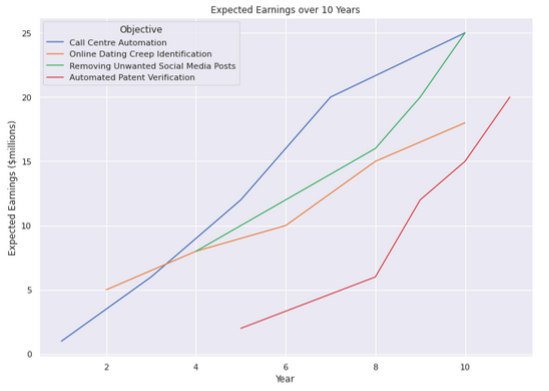 Expected Earnings over 10 Years
Objective
Call Centre Automation
Online Dating Creep Identification
Removing Unwanted Social Media Posts
Automated Patent Verification
Expected Earnings ($millions)
25
20
15
10
5
0
2 4 6 8 10
Year